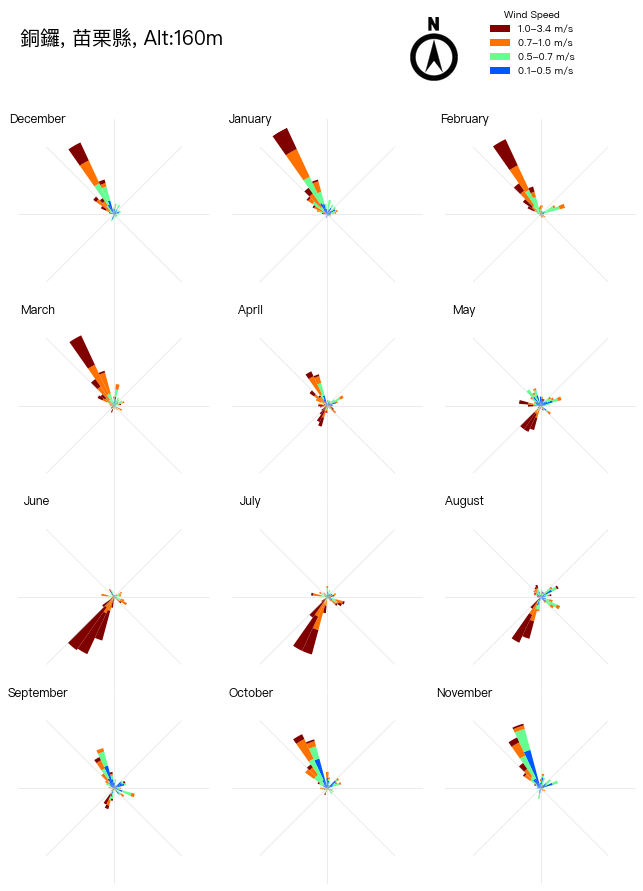 銅鑼, 苗栗縣, Alt:160m
N
Wind Speed
1.0–3.4 m/s
0.7–1.0 m/s
0.5–0.7 m/s
0.1–0.5 m/s
December
January
February
March
April
May
June
July
August
September
October
November